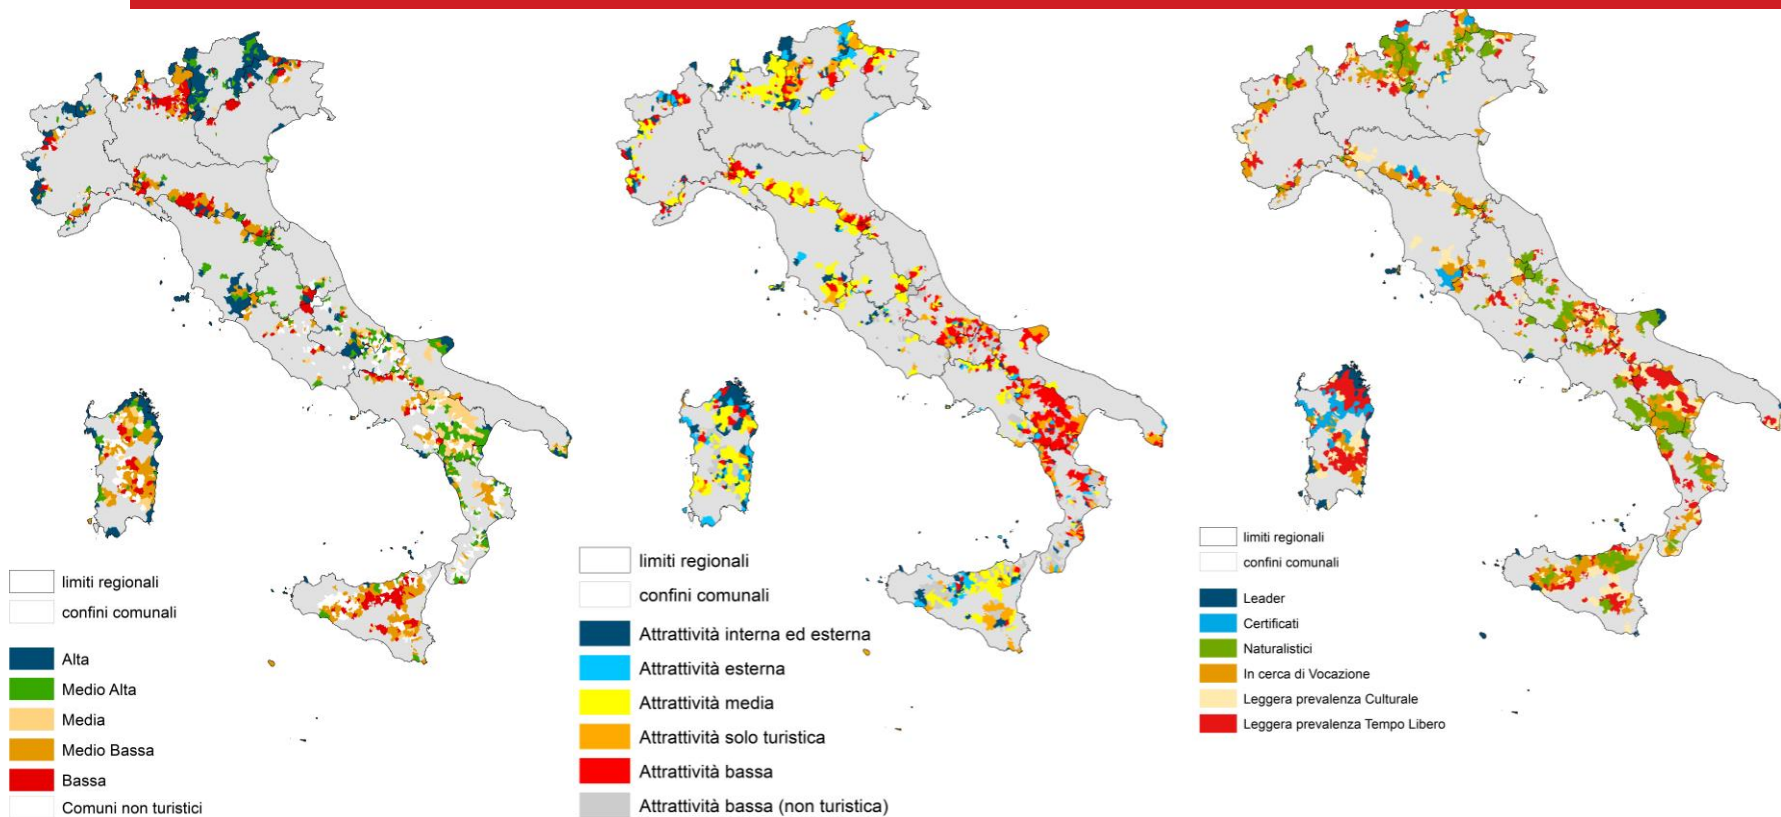 limiti regionali
confini comunali
Alta
Medio Alta
Media
Medio Bassa
Bassa
Comuni non turistici
limiti regionali
confini comunali
Attrattività interna ed esterna
Attrattività esterna
Attrattività media
Attrattività solo turistica
Attrattività bassa
Attrattività bassa (non turistica)
limiti regionali
confini comunali
Leader
Certificati
Naturalistici
In cerca di Vocazione
Leggera prevalenza Culturale
Leggera prevalenza Tempo Libero